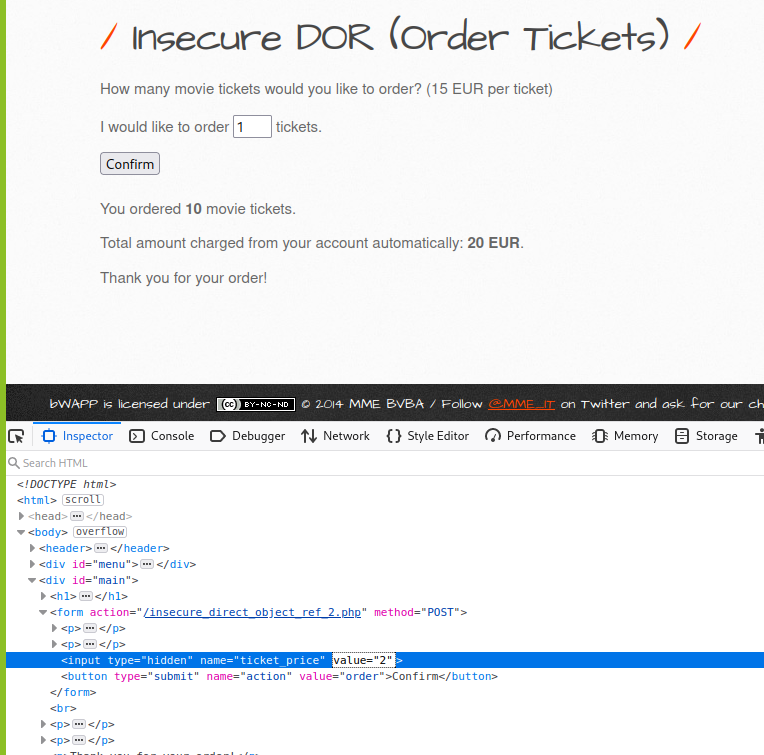 / Insecure DOR (Order Tickets) /
How many movie tickets would you like to order? (15 EUR per ticket)
I would like to order 1 tickets.
Confirm
You ordered 10 movie tickets.
Total amount charged from your account automatically: 20 EUR.
Thank you for your order!
bWAPP is licensed under cc BY-NC-ND © 2014 MME BVBA / Follow @MME_IT on Twitter and ask for our ch
Inspector Console Debugger Network Style Editor Performance Memory Storage
Search HTML
<!DOCTYPE html>
<html> scroll
<head> ••• </head>
<body> overflow
<header> ••• </header>
<div id="menu"> ••• </div>
<div id="main">
<h1> ••• </h1>
<form action="/insecure_direct_object_ref_2.php" method="POST">
<p> ••• </p>
<p> ••• </p>
<input type="hidden" name="ticket_price" value="2">
<button type="submit" name="action" value="order">Confirm</button>
</form>
<br>
<p> ••• </p>
<p> ••• </p>